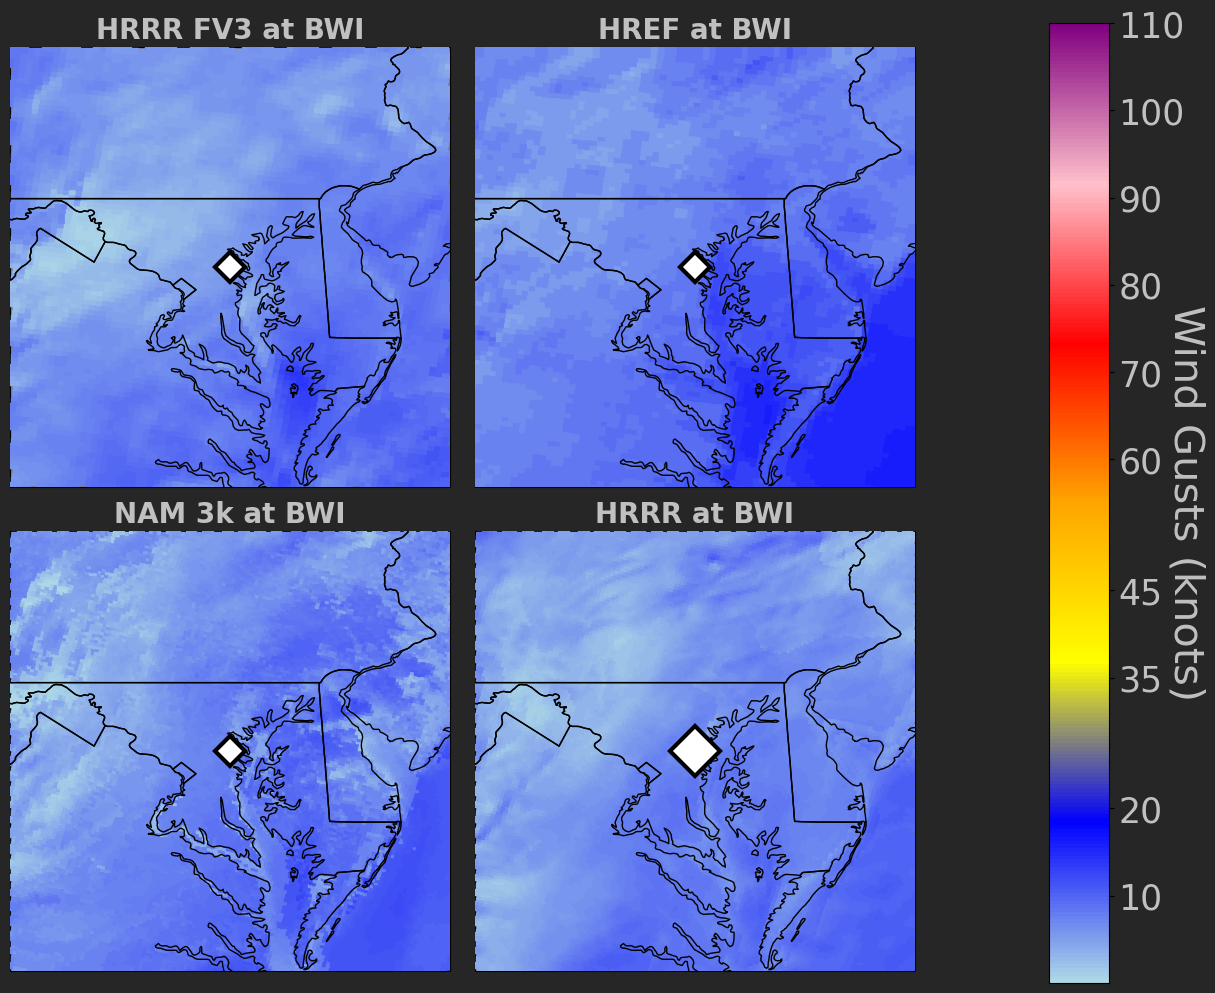 HRRR FV3 at BWI
HREF at BWI
NAM 3k at BWI
HRRR at BWI
110
100
90
80
70
60
45
35
20
10
Wind Gusts (knots)